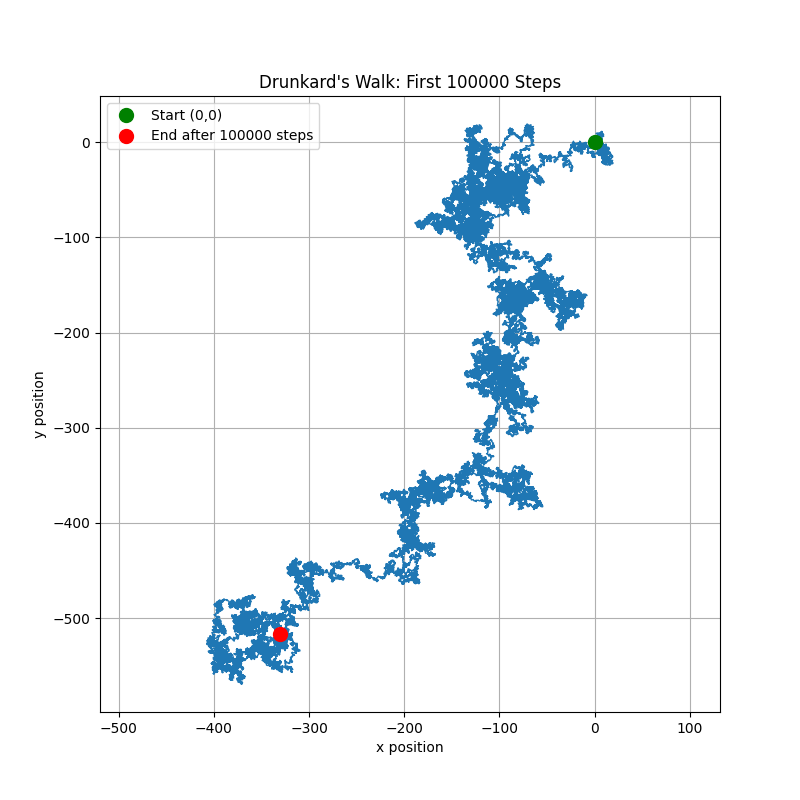 Drunkard's Walk: First 100000 Steps
Start (0,0)
End after 100000 steps
0
−100
−200
−300
−400
−500
y position
−500 −400 −300 −200 −100 0 100
x position